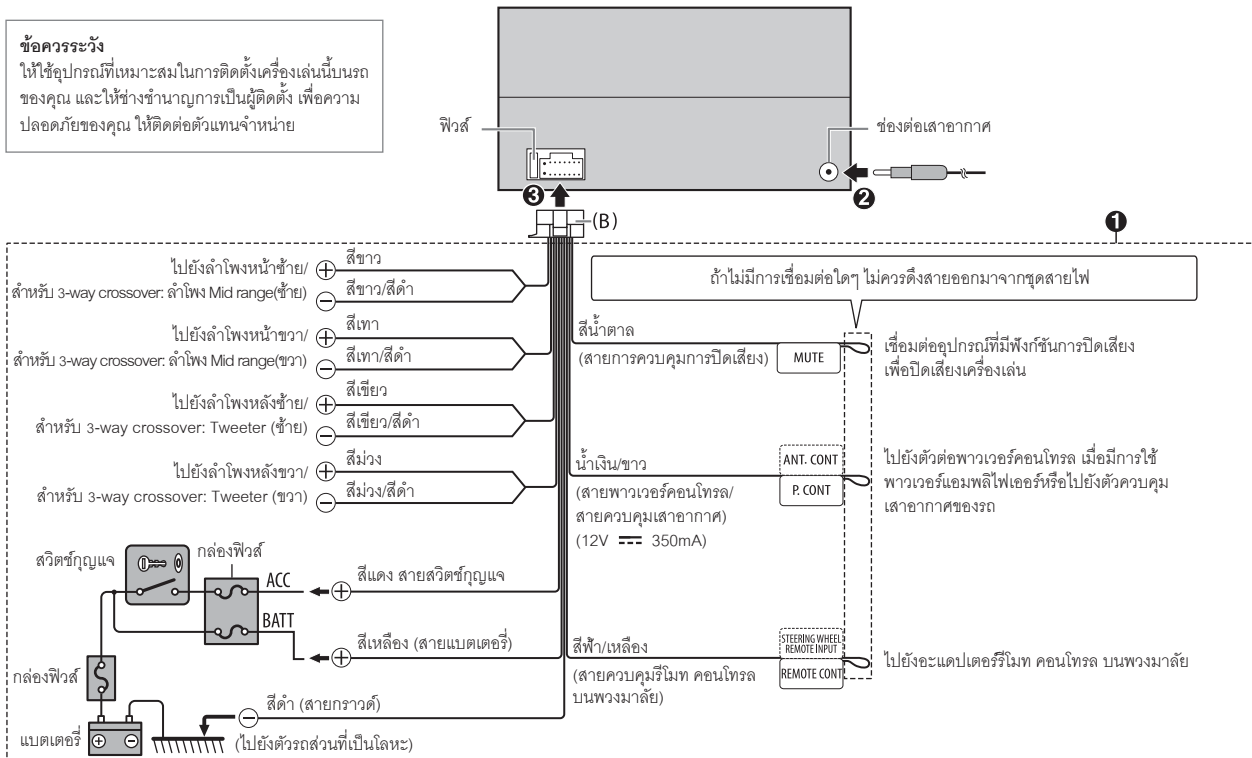 ข้อควรระวัง
ให้ใช้อุปกรณ์ที่เหมาะสมในการติดตั้งเครื่องเล่นนี้บนรถ
ของคุณ และให้ช่างชำนาญการเป็นผู้ติดตั้ง เพื่อความ
ปลอดภัยของคุณ ให้ติดต่อตัวแทนจำหน่าย
ฟิวส์
ช่องต่อเสาอากาศ
3
2
(B)
1
ไปยังลำโพงหน้าซ้าย/
สำหรับ 3-way crossover: ลำโพง Mid range(ซ้าย)
สีขาว
สีขาว/สีดำ
ไปยังลำโพงหน้าขวา/
สำหรับ 3-way crossover: ลำโพง Mid range(ขวา)
สีเทา
สีเทา/สีดำ
ไปยังลำโพงหลังซ้าย/
สำหรับ 3-way crossover: Tweeter (ซ้าย)
สีเขียว
สีเขียว/สีดำ
ไปยังลำโพงหลังขวา/
สำหรับ 3-way crossover: Tweeter (ขวา)
สีม่วง
สีม่วง/สีดำ
ถ้าไม่มีการเชื่อมต่อใดๆ ไม่ควรดึงสายออกมาจากชุดสายไฟ
สีน้ำตาล
(สายการควบคุมการปิดเสียง)
MUTE
เชื่อมต่ออุปกรณ์ที่มีฟังก์ชันการปิดเสียง
เพื่อปิดเสียงเครื่องเล่น
น้ำเงิน/ขาว
(สายพาวเวอร์คอนโทรล/
สายควบคุมเสาอากาศ)
(12V ⎓ 350mA)
ANT. CONT
P. CONT
ไปยังตัวต่อพาวเวอร์คอนโทรล เมื่อมีการใช้
พาวเวอร์แอมพลิไฟเออร์หรือไปยังตัวควบคุม
เสาอากาศของรถ
สวิตช์กุญแจ
กล่องฟิวส์
ACC
สีแดง สายสวิตช์กุญแจ
BATT
สีเหลือง (สายแบตเตอรี่)
สีฟ้า/เหลือง
(สายควบคุมรีโมท คอนโทรล
บนพวงมาลัย)
STEERING WHEEL
REMOTE INPUT
REMOTE CONT
ไปยังอะแดปเตอร์รีโมท คอนโทรล บนพวงมาลัย
กล่องฟิวส์
แบตเตอรี่
สีดำ (สายกราวด์)
(ไปยังตัวรถส่วนที่เป็นโลหะ)